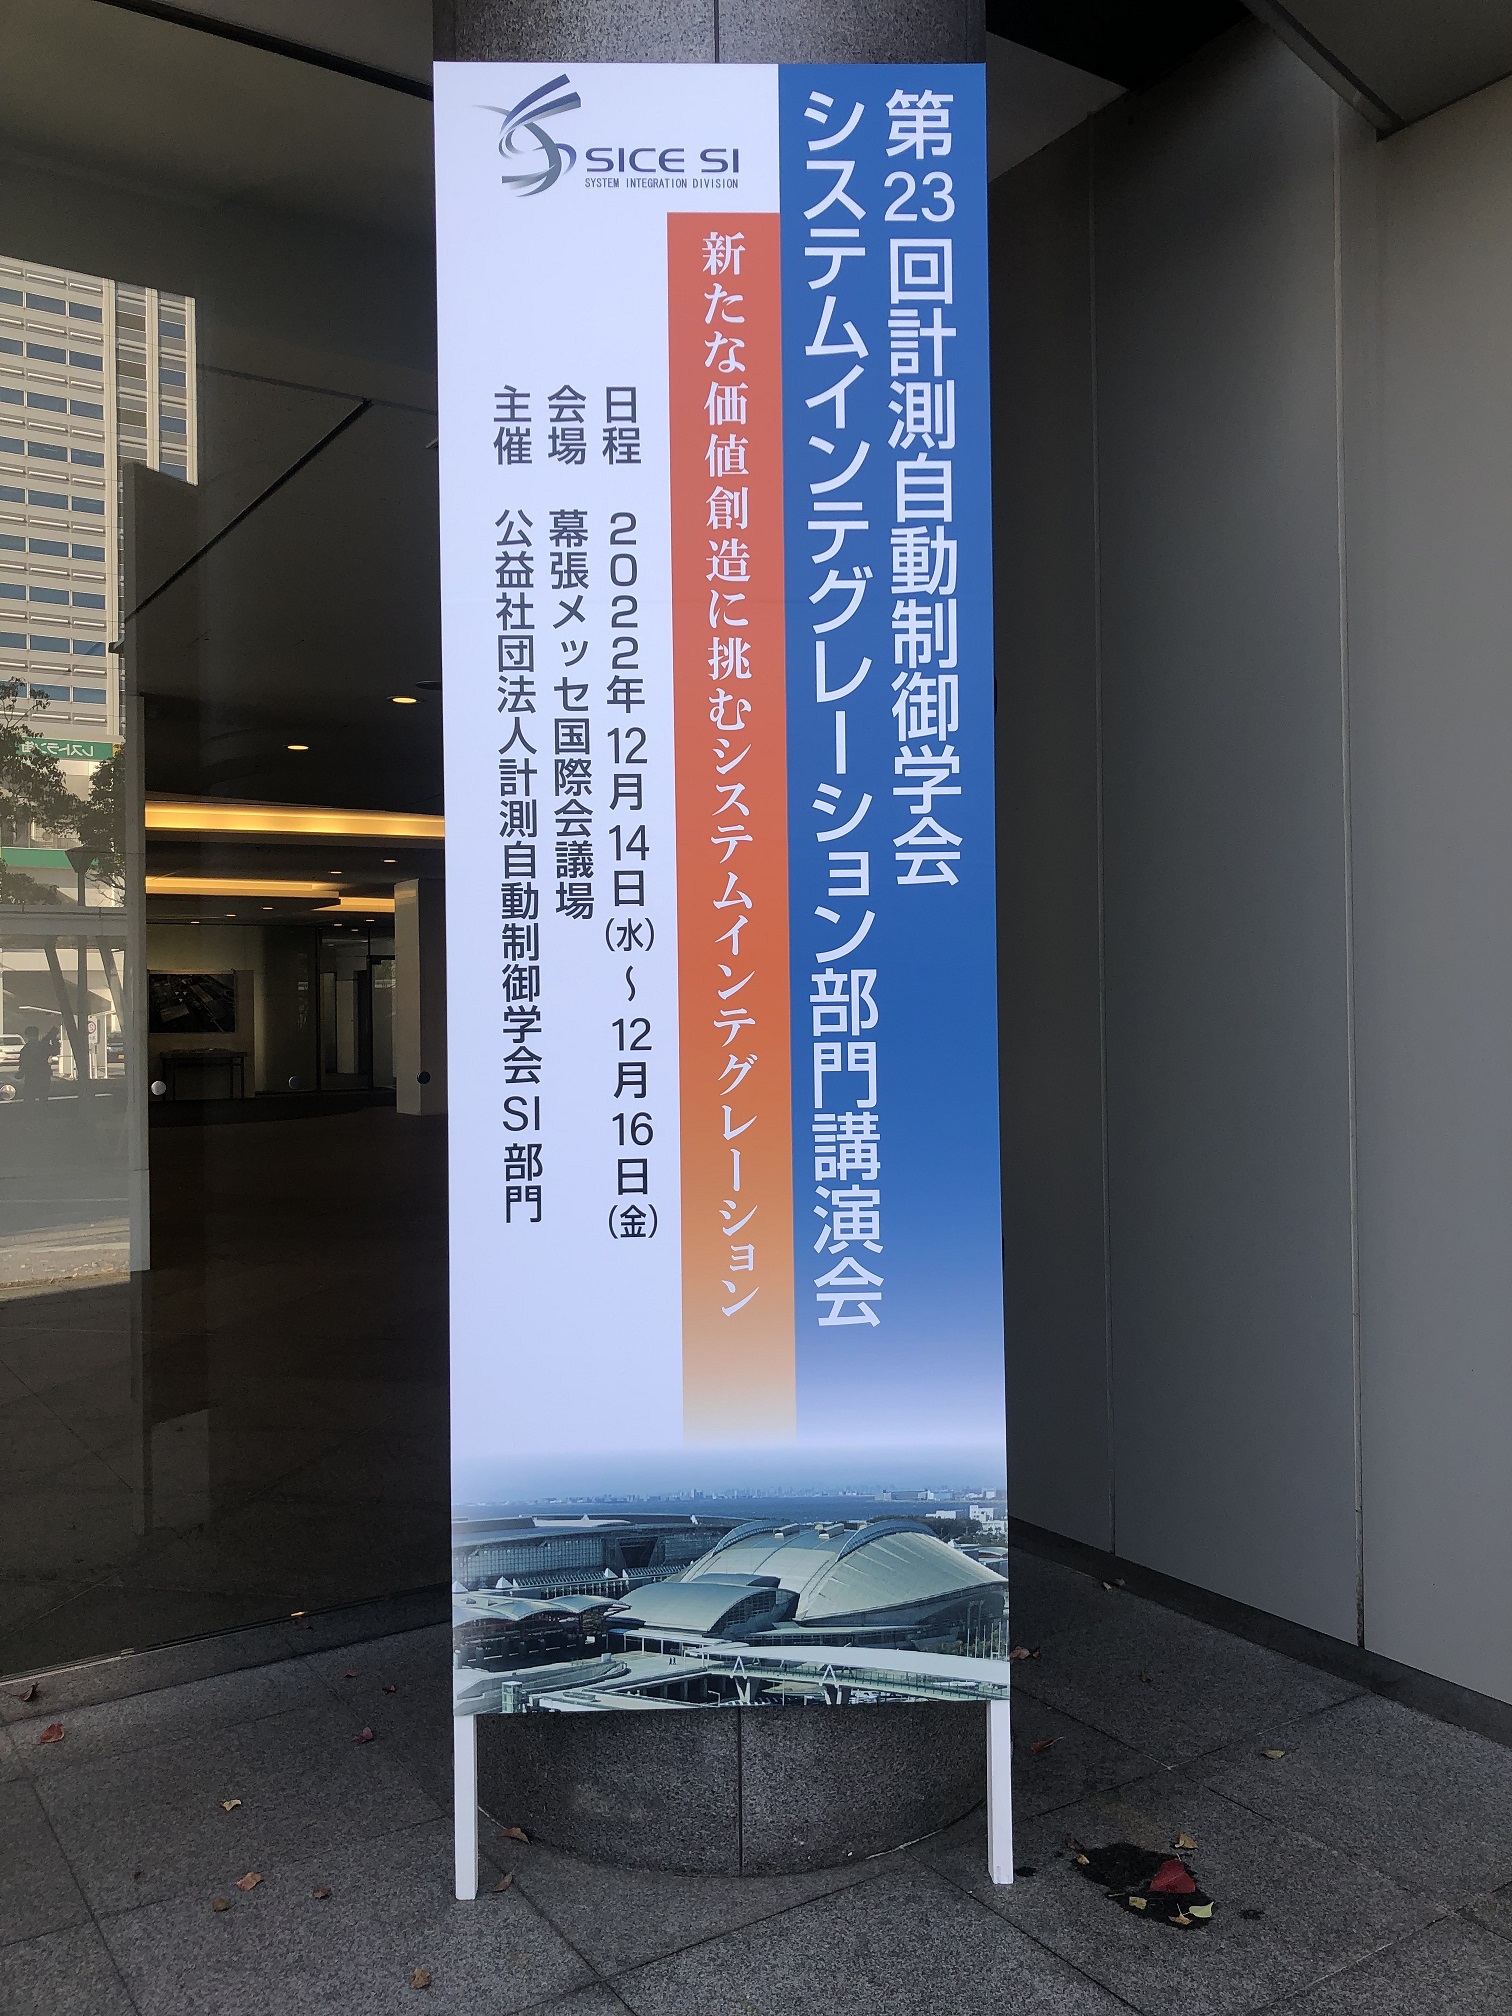 第23回計測自動制御学会
システムインテグレーション部門講演会
SICE SI
SYSTEM INTEGRATION DIVISION
新たな価値創造に挑むシステムインテグレーション
日程 2022年12月14日(水)～12月16日(金)
会場 幕張メッセ国際会議場
主催 公益社団法人計測自動制御学会SI部門